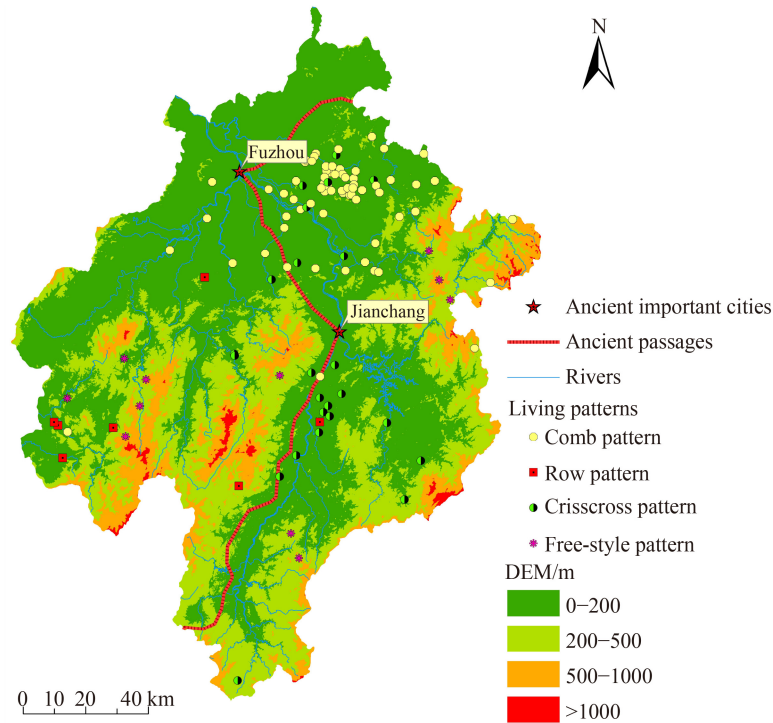 N
Fuzhou
Jianchang
Ancient important cities
Ancient passages
Rivers
Living patterns
Comb pattern
Row pattern
Crisscross pattern
Free-style pattern
DEM/m
0−200
200−500
500−1000
>1000
0 10 20 40 km